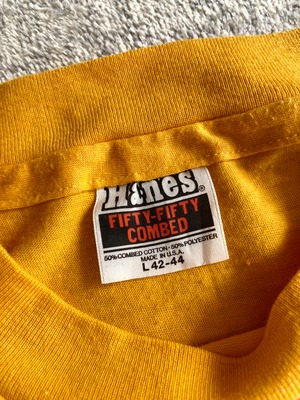 Hanes®
FIFTY-FIFTY
COMBED
50% COMBED COTTON·50% POLYESTER
MADE IN U.S.A.
L 42-44